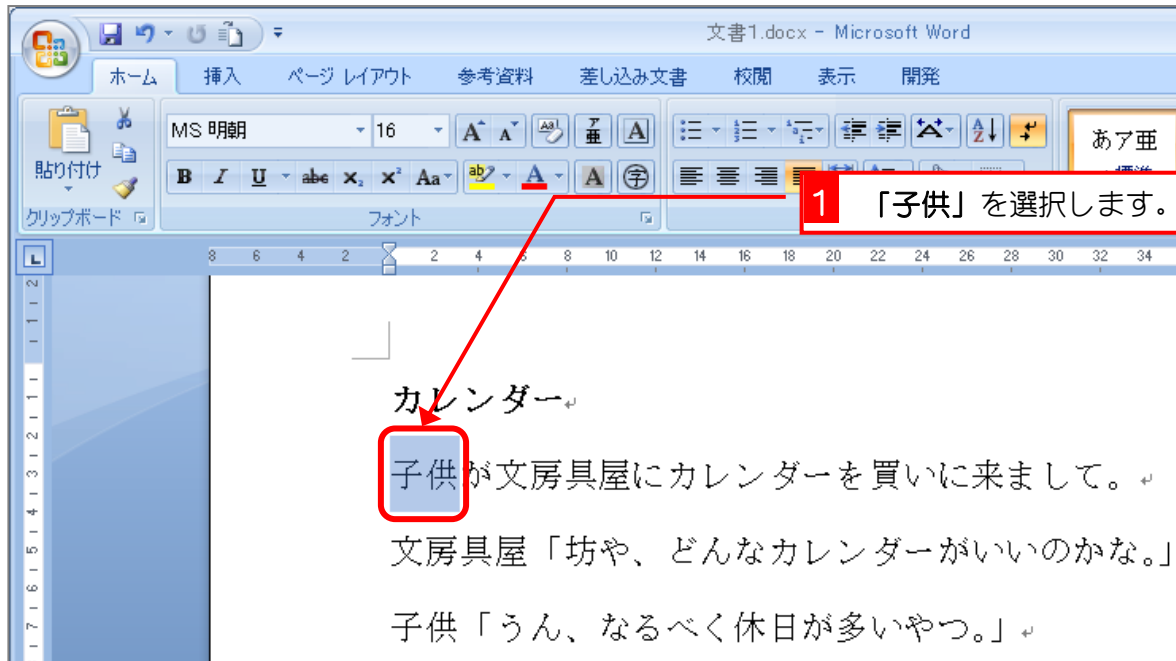 文書1.docx - Microsoft Word
ホーム 挿入 ページ レイアウト 参考資料 差し込み文書 校閲 表示 開発
MS 明朝 16
あア亜
貼り付け
B I U abe X₂ X² Aa ab A A 字
クリップボード フォント
1 「子供」を選択します。
8 6 4 2 2 4 6 8 10 12 14 16 18 20 22 24 26 28 30 32 34
カレンダー
子供が文房具屋にカレンダーを買いに来まして。
文房具屋「坊や、どんなカレンダーがいいのかな。」
子供「うん、なるべく休日が多いやつ。」